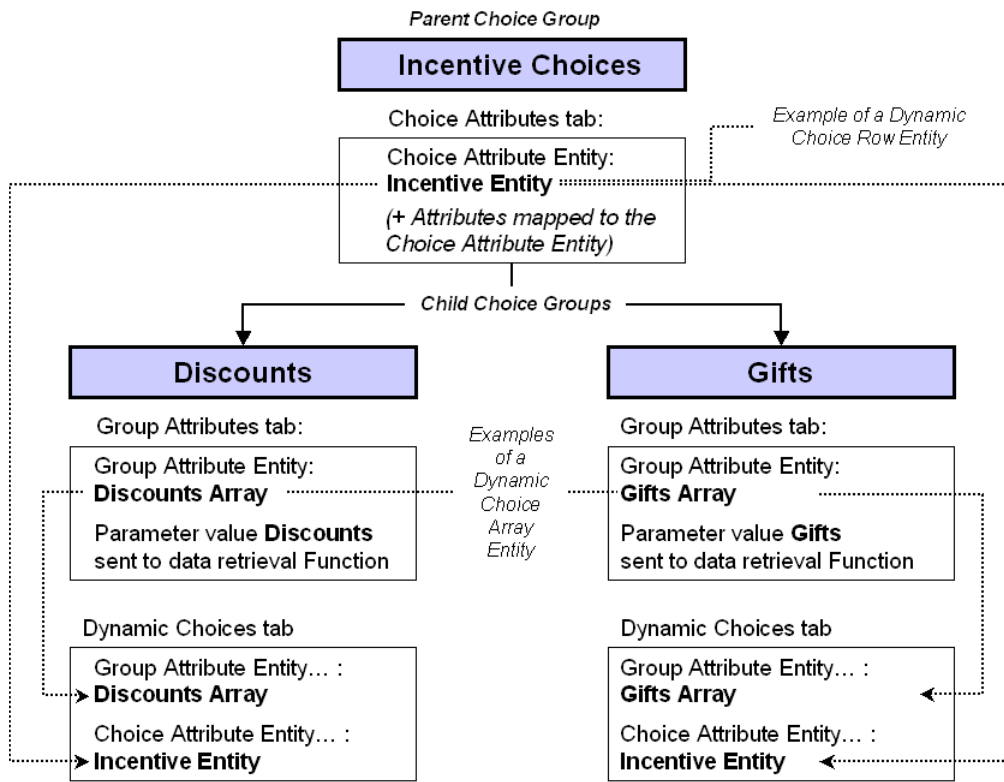 Parent Choice Group
Incentive Choices
Choice Attributes tab:
Example of a Dynamic
Choice Row Entity
Choice Attribute Entity:
Incentive Entity
(+ Attributes mapped to the
Choice Attribute Entity)
Child Choice Groups
Discounts
Gifts
Group Attributes tab:
Group Attribute Entity:
Discounts Array
Parameter value Discounts
sent to data retrieval Function
Examples
of a
Dynamic
Choice
Array
Entity
Group Attributes tab:
Group Attribute Entity:
Gifts Array
Parameter value Gifts
sent to data retrieval Function
Dynamic Choices tab
Group Attribute Entity... :
Discounts Array
Choice Attribute Entity... :
Incentive Entity
Dynamic Choices tab
Group Attribute Entity... :
Gifts Array
Choice Attribute Entity... :
Incentive Entity